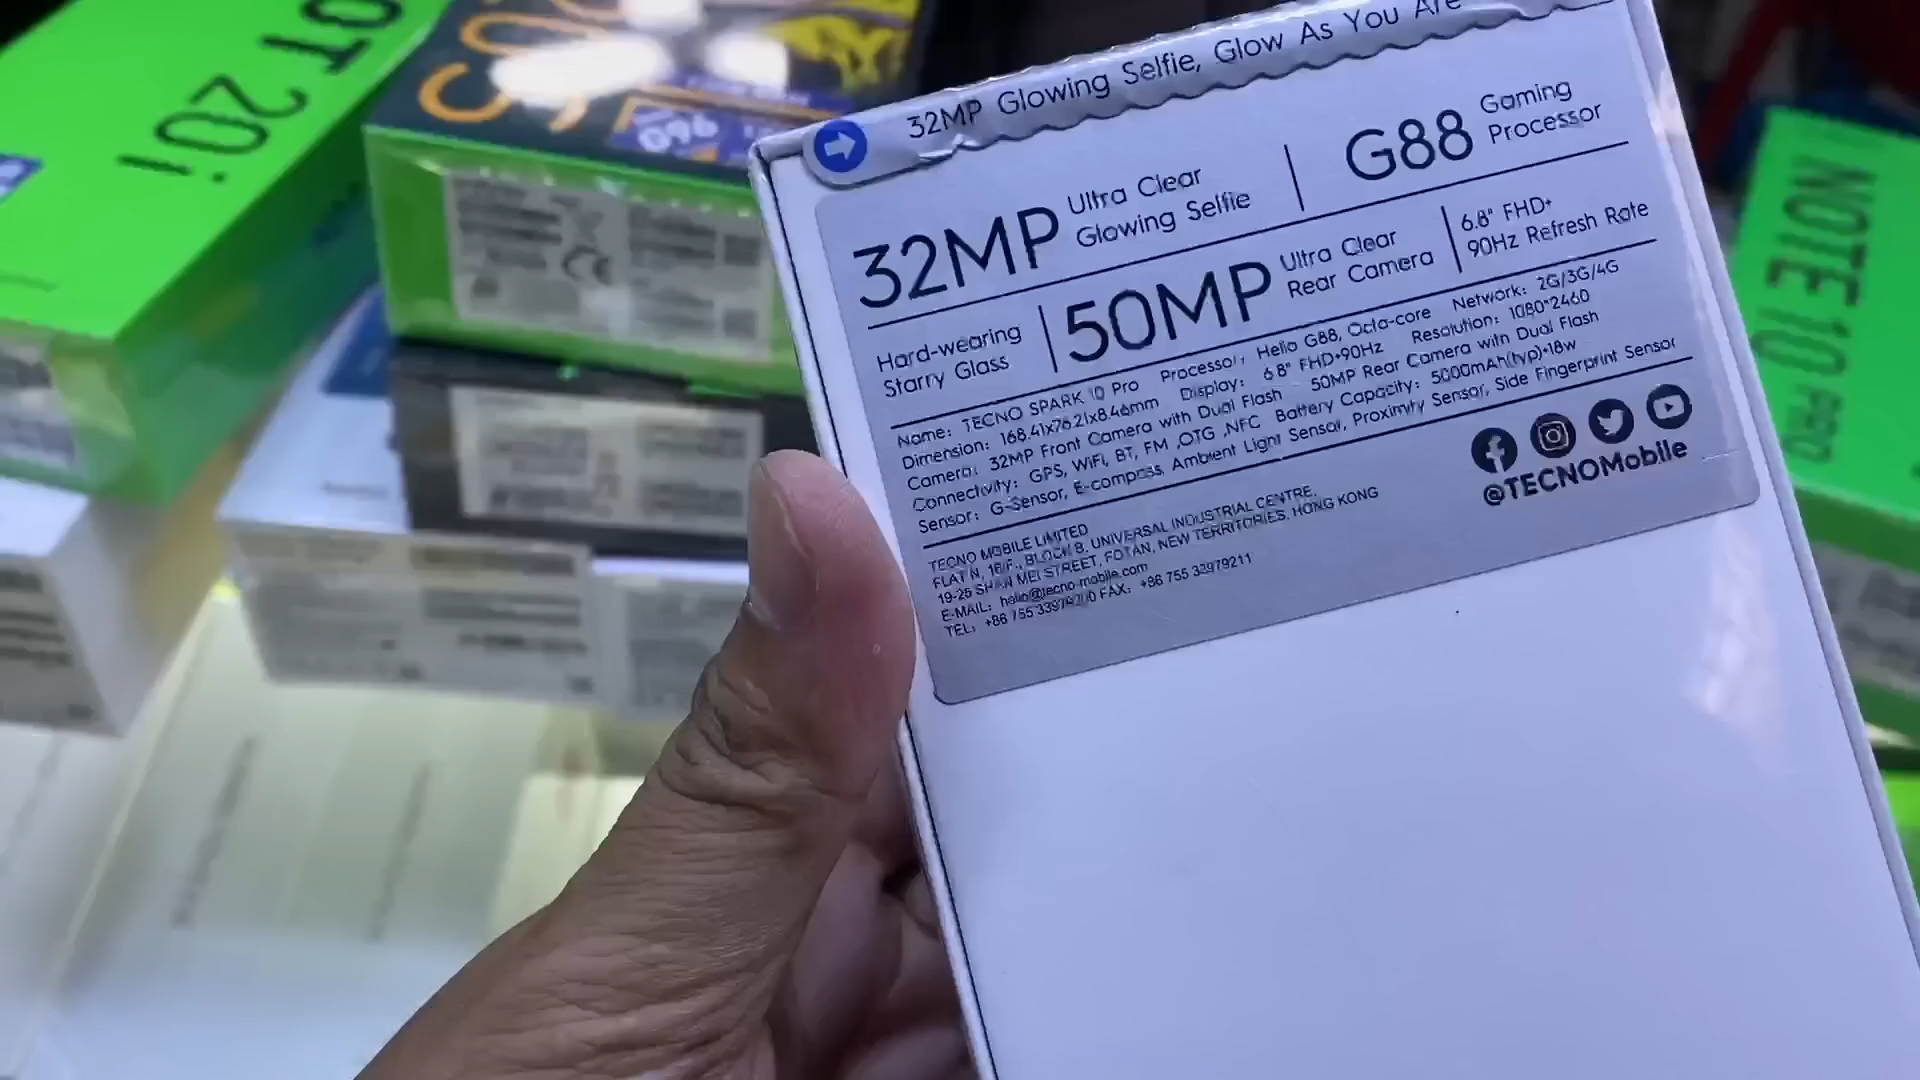 32MP Glowing Selfie, Glow As You Are
32MP Ultra Clear Glowing Selfie
G88 Gaming Processor
Hard-wearing Starry Glass
50MP Ultra Clear Rear Camera
6.8" FHD+ 90Hz Refresh Rate
Name: TECNO SPARK 10 Pro Processor: Helio G88, Octa-core Network: 2G/3G/4G
Dimension: 168.41x76.21x8.46mm Display: 6.8" FHD+90Hz Resolution: 1080*2460
Camera: 32MP Front Camera with Dual Flash 50MP Rear Camera with Dual Flash
Connectivity: GPS, WiFi, BT, FM ,OTG ,NFC Battery Capacity: 5000mAh(typ)+18w
Sensor: G-Sensor, E-compass, Ambient Light Sensor, Proximity Sensor, Side Fingerprint Sensor
@TECNOMobile
TECNO MOBILE LIMITED
FLAT N, 16/F., BLOCK B, UNIVERSAL INDUSTRIAL CENTRE,
19-25 SHAN MEI STREET, FOTAN, NEW TERRITORIES, HONG KONG
E-MAIL: hello@tecno-mobile.com
TEL: +86 755 FAX: +86 755 33979211
OT 20i
096
NOTE 10 PRO